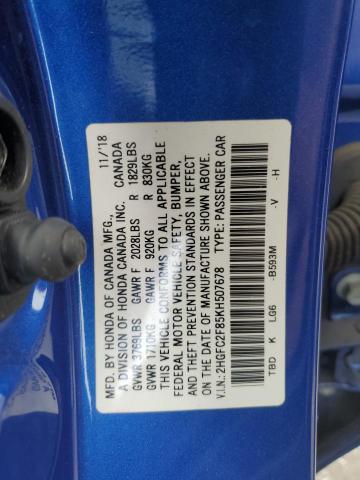 MFD. BY HONDA OF CANADA MFG., 11/'18
A DIVISION OF HONDA CANADA INC. CANADA
GVWR 3769LBS GAWR F 2028LBS R 1829LBS
GVWR 1710KG GAWR F 920KG R 830KG
THIS VEHICLE CONFORMS TO ALL APPLICABLE
FEDERAL MOTOR VEHICLE SAFETY, BUMPER,
AND THEFT PREVENTION STANDARDS IN EFFECT
ON THE DATE OF MANUFACTURE SHOWN ABOVE.
V.I.N.: 2HGFC2F85KH507678 TYPE: PASSENGER CAR
TBD K LG6 -B593M -V -H